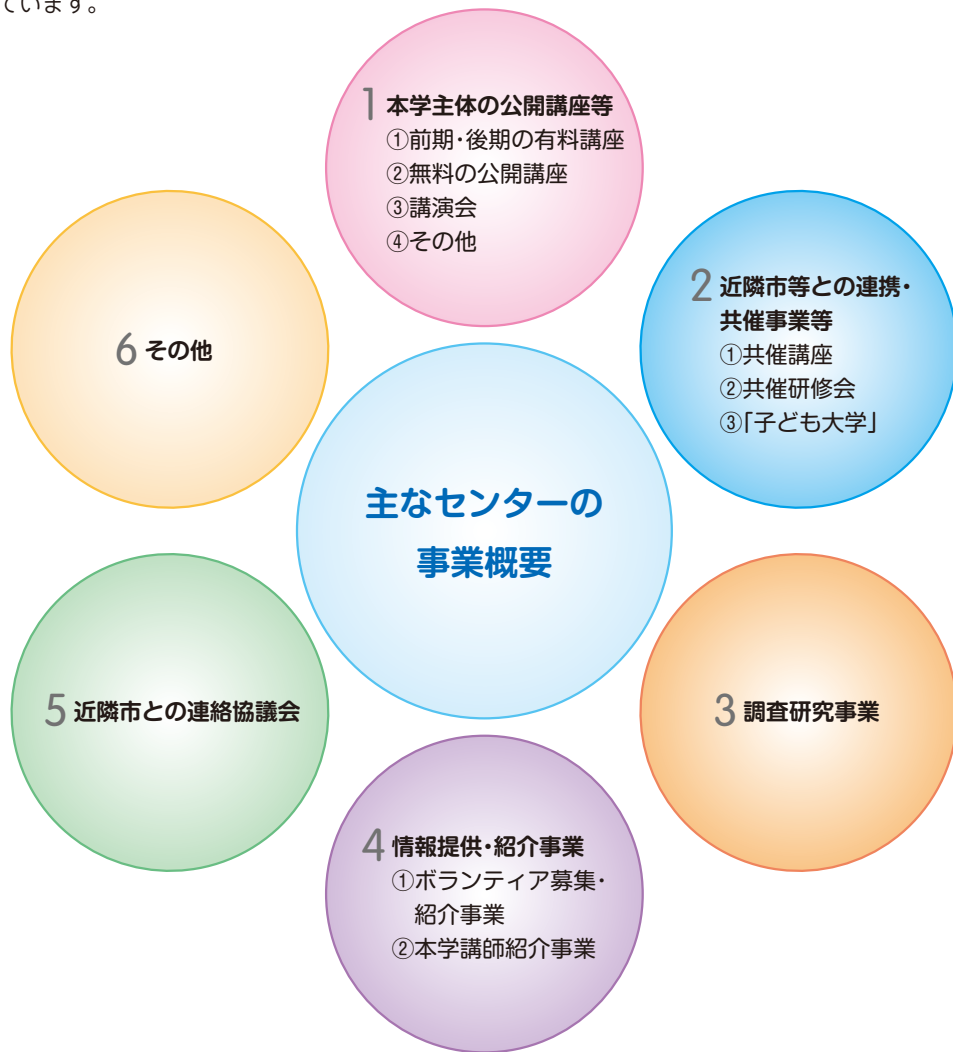 ています。
1 本学主体の公開講座等
①前期・後期の有料講座
②無料の公開講座
③講演会
④その他
2 近隣市等との連携・
共催事業等
①共催講座
②共催研修会
③「子ども大学」
6 その他
主なセンターの
事業概要
5 近隣市との連絡協議会
3 調査研究事業
4 情報提供・紹介事業
①ボランティア募集・
紹介事業
②本学講師紹介事業